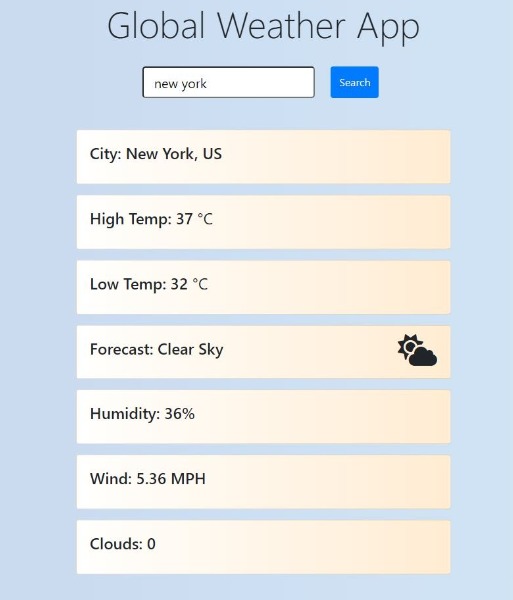 Global Weather App
new york
Search
City: New York, US
High Temp: 37 °C
Low Temp: 32 °C
Forecast: Clear Sky
Humidity: 36%
Wind: 5.36 MPH
Clouds: 0